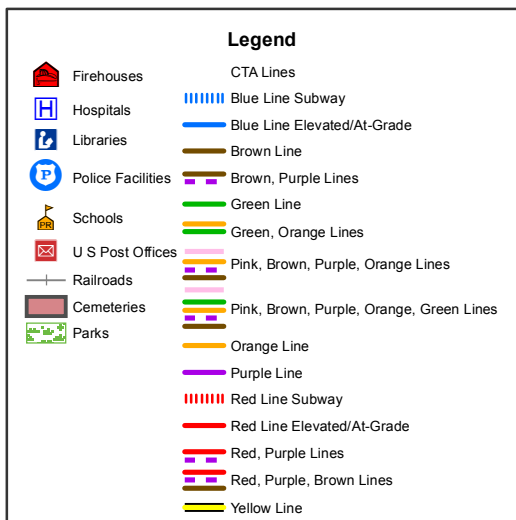 Legend
Firehouses
H
Hospitals
Libraries
P
Police Facilities
PR
Schools
U S Post Offices
Railroads
Cemeteries
Parks
CTA Lines
Blue Line Subway
Blue Line Elevated/At-Grade
Brown Line
Brown, Purple Lines
Green Line
Green, Orange Lines
Pink, Brown, Purple, Orange Lines
Pink, Brown, Purple, Orange, Green Lines
Orange Line
Purple Line
Red Line Subway
Red Line Elevated/At-Grade
Red, Purple Lines
Red, Purple, Brown Lines
Yellow Line